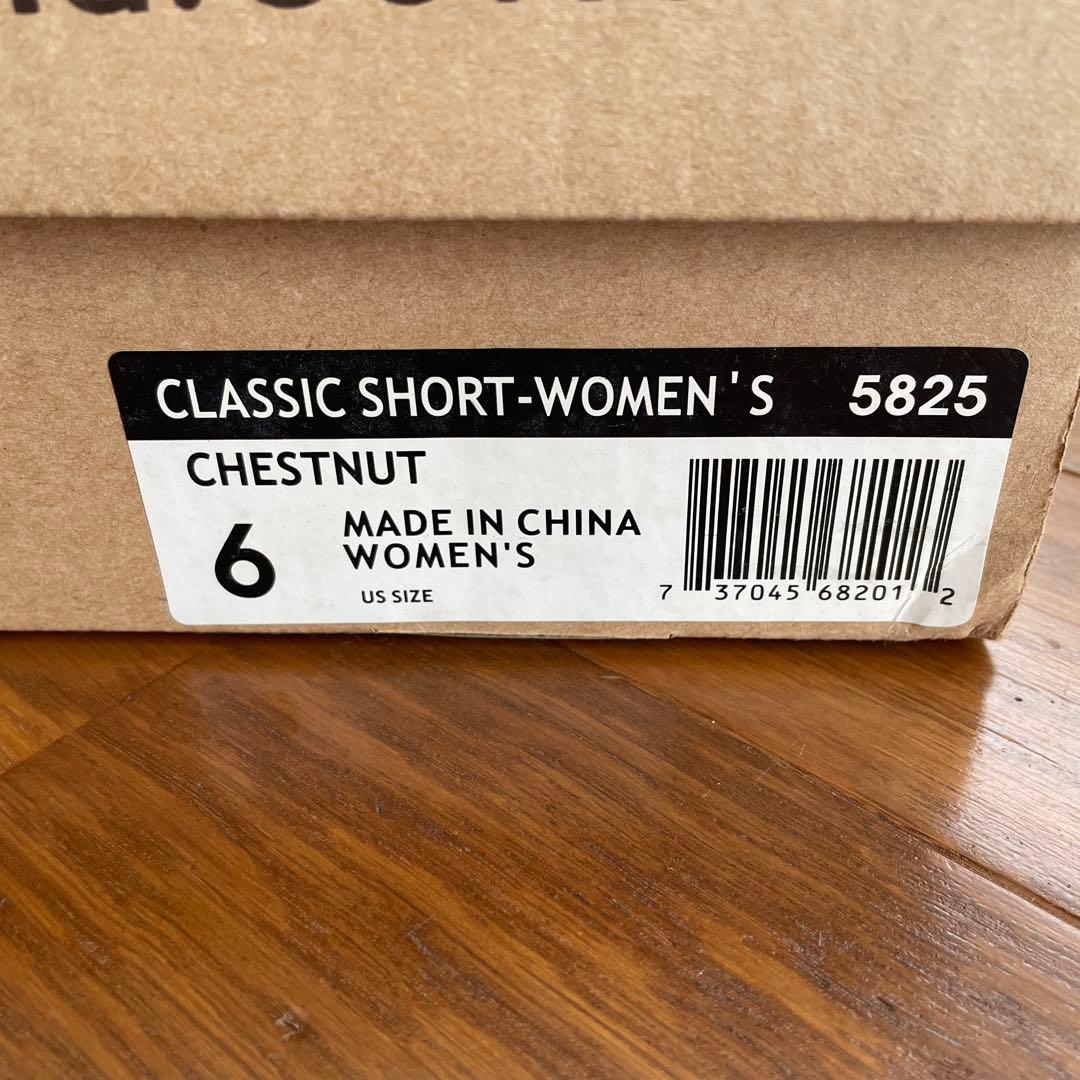 CLASSIC SHORT-WOMEN'S 5825
CHESTNUT
6
MADE IN CHINA
WOMEN'S
US SIZE
7 37045 68201 2